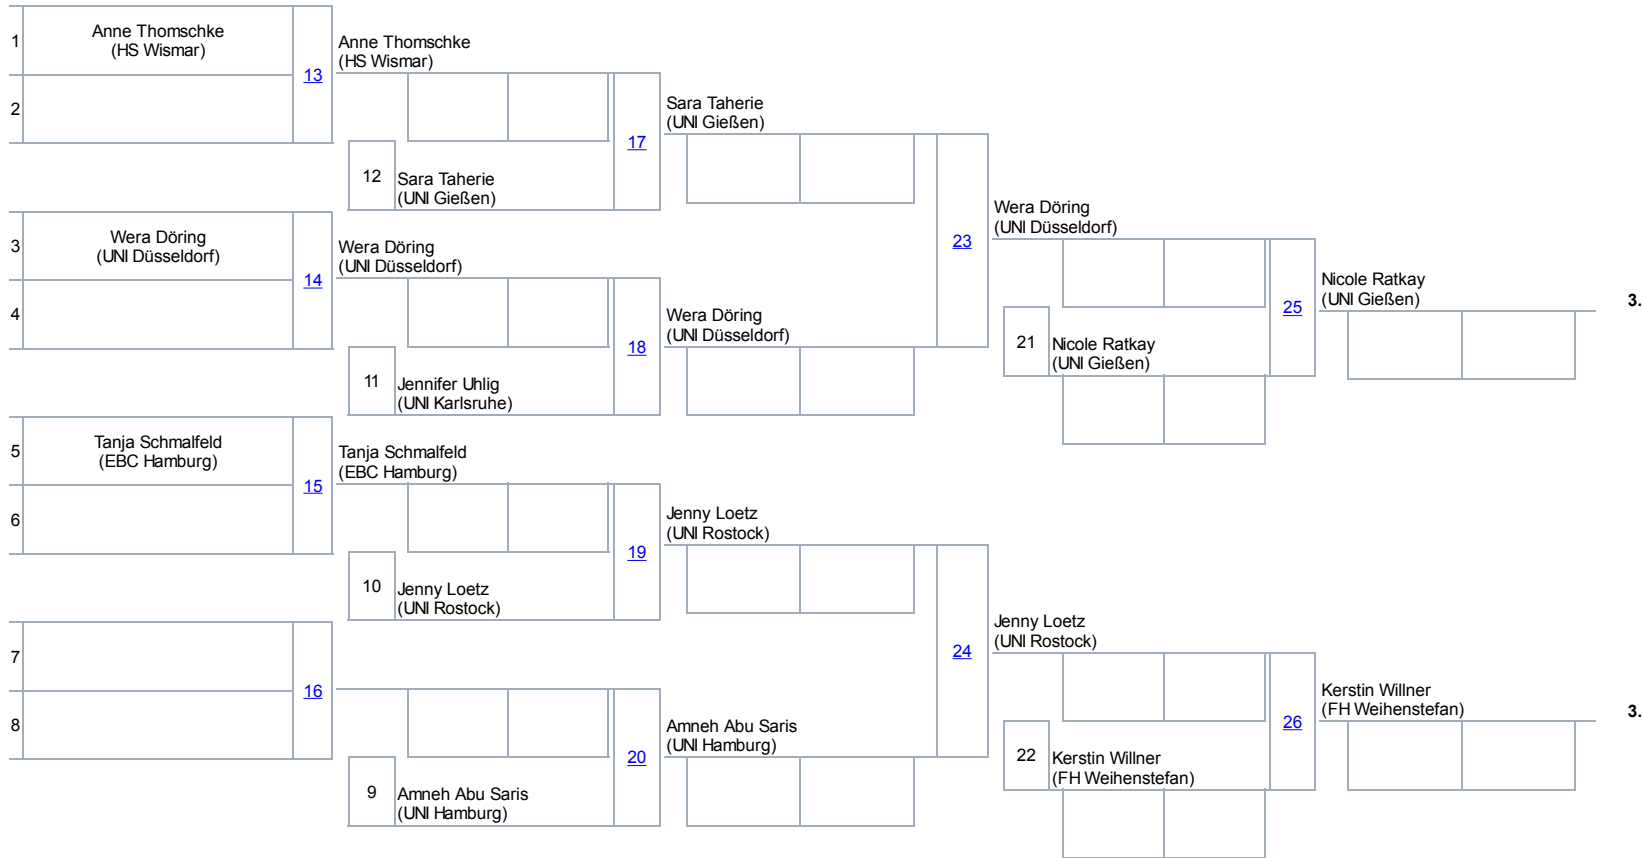 1
Anne Thomschke
(HS Wismar)
2
13
Anne Thomschke
(HS Wismar)
12
Sara Taherie
(UNI Gießen)
17
Sara Taherie
(UNI Gießen)
3
Wera Döring
(UNI Düsseldorf)
4
14
Wera Döring
(UNI Düsseldorf)
11
Jennifer Uhlig
(UNI Karlsruhe)
18
Wera Döring
(UNI Düsseldorf)
23
Wera Döring
(UNI Düsseldorf)
21
Nicole Ratkay
(UNI Gießen)
25
Nicole Ratkay
(UNI Gießen)
3.
5
Tanja Schmalfeld
(EBC Hamburg)
6
15
Tanja Schmalfeld
(EBC Hamburg)
10
Jenny Loetz
(UNI Rostock)
19
Jenny Loetz
(UNI Rostock)
7
8
16
9
Amneh Abu Saris
(UNI Hamburg)
20
Amneh Abu Saris
(UNI Hamburg)
24
Jenny Loetz
(UNI Rostock)
22
Kerstin Willner
(FH Weihenstefan)
26
Kerstin Willner
(FH Weihenstefan)
3.